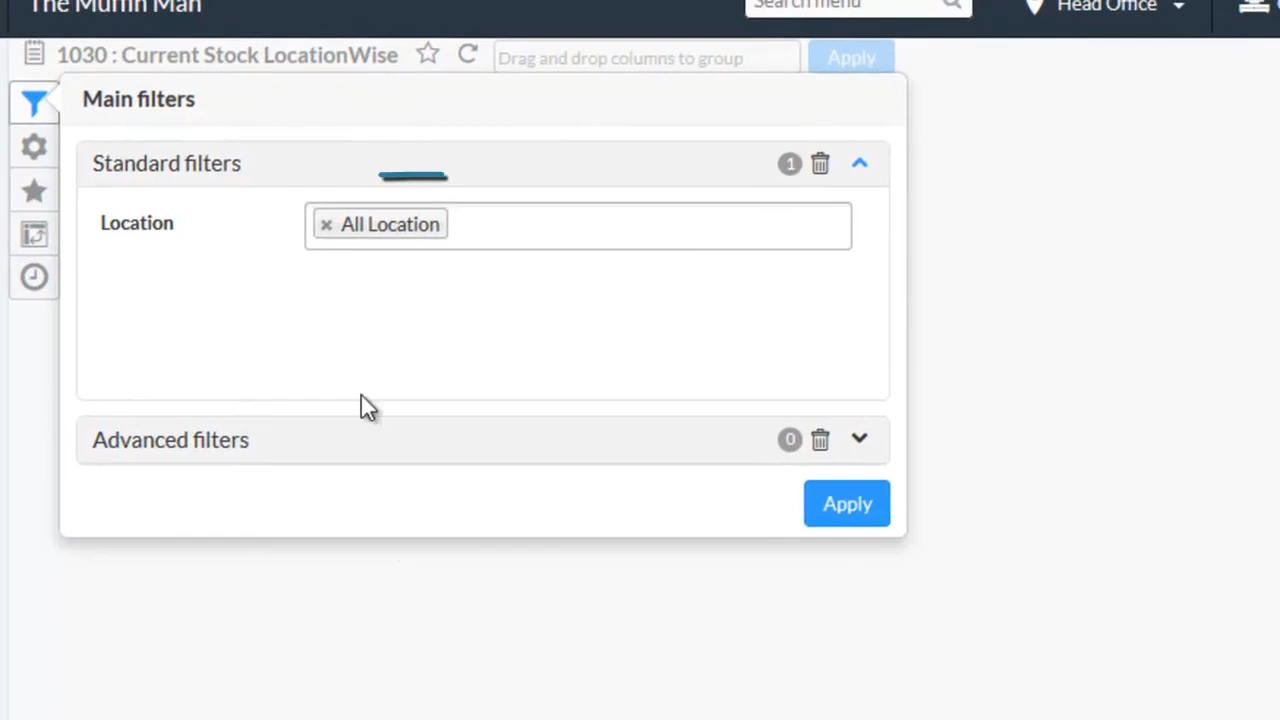 The Muffin Man
Search menu
Head Office
1030 : Current Stock LocationWise
Drag and drop columns to group
Apply
Main filters
Standard filters
1
Location
× All Location
Advanced filters
0
Apply